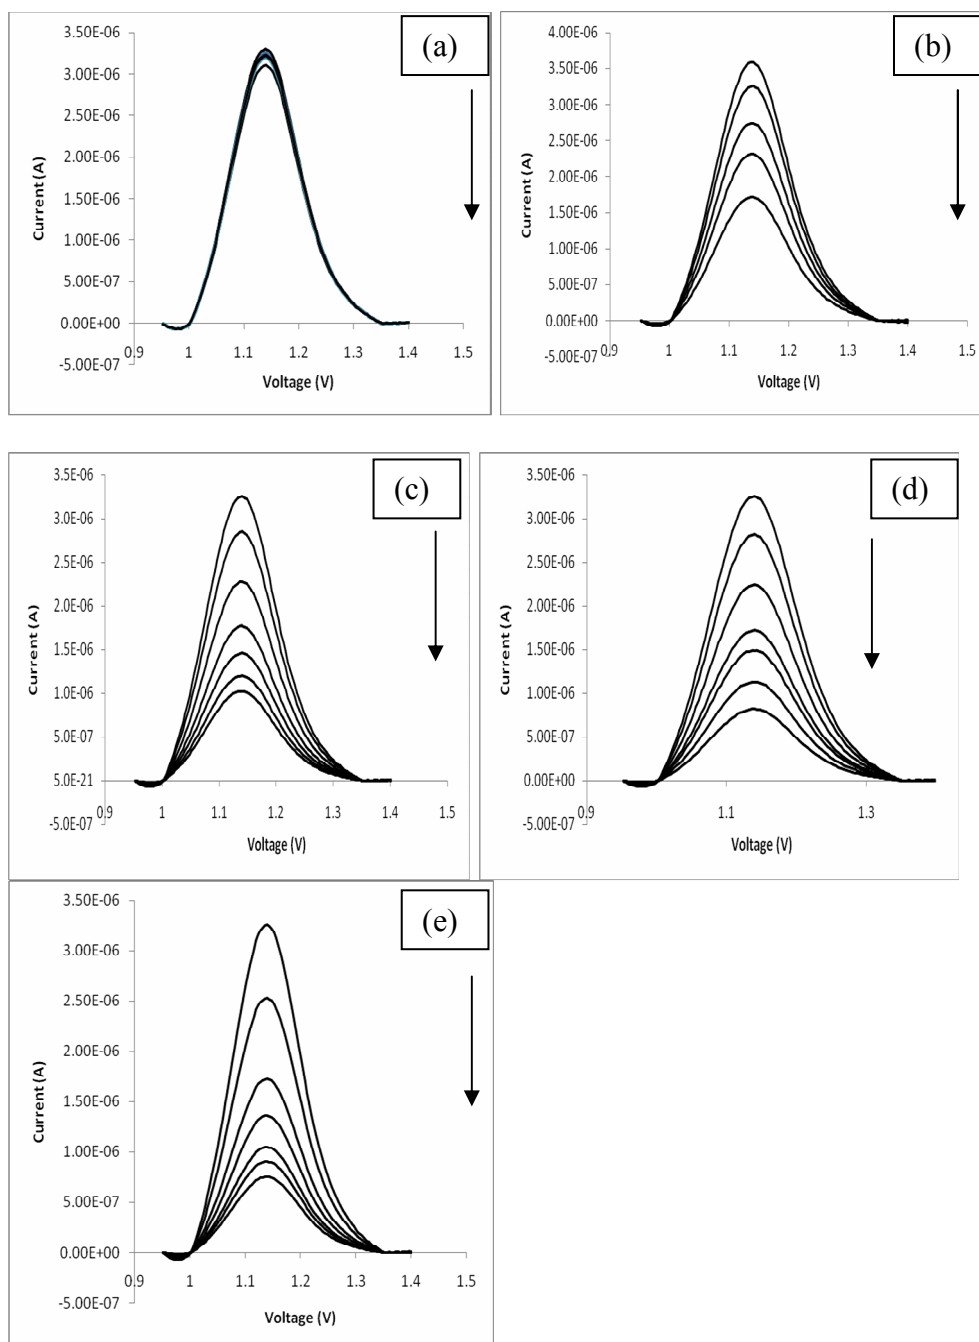 (a)
3.50E-06
3.00E-06
2.50E-06
2.00E-06
1.50E-06
1.00E-06
5.00E-07
0.00E+00
-5.00E-07
0.9 1 1.1 1.2 1.3 1.4 1.5
Current (A)
Voltage (V)
(b)
4.00E-06
3.50E-06
3.00E-06
2.50E-06
2.00E-06
1.50E-06
1.00E-06
5.00E-07
0.00E+00
-5.00E-07
0.9 1 1.1 1.2 1.3 1.4 1.5
Current (A)
Voltage (V)
(c)
3.5E-06
3.0E-06
2.5E-06
2.0E-06
1.5E-06
1.0E-06
5.0E-07
5.0E-21
-5.0E-07
0.9 1 1.1 1.2 1.3 1.4 1.5
Current (A)
Voltage (V)
(d)
3.50E-06
3.00E-06
2.50E-06
2.00E-06
1.50E-06
1.00E-06
5.00E-07
0.00E+00
-5.00E-07
0.9 1.1 1.3
Current (A)
Voltage (V)
(e)
3.50E-06
3.00E-06
2.50E-06
2.00E-06
1.50E-06
1.00E-06
5.00E-07
0.00E+00
-5.00E-07
0.9 1 1.1 1.2 1.3 1.4 1.5
Current (A)
Voltage (V)